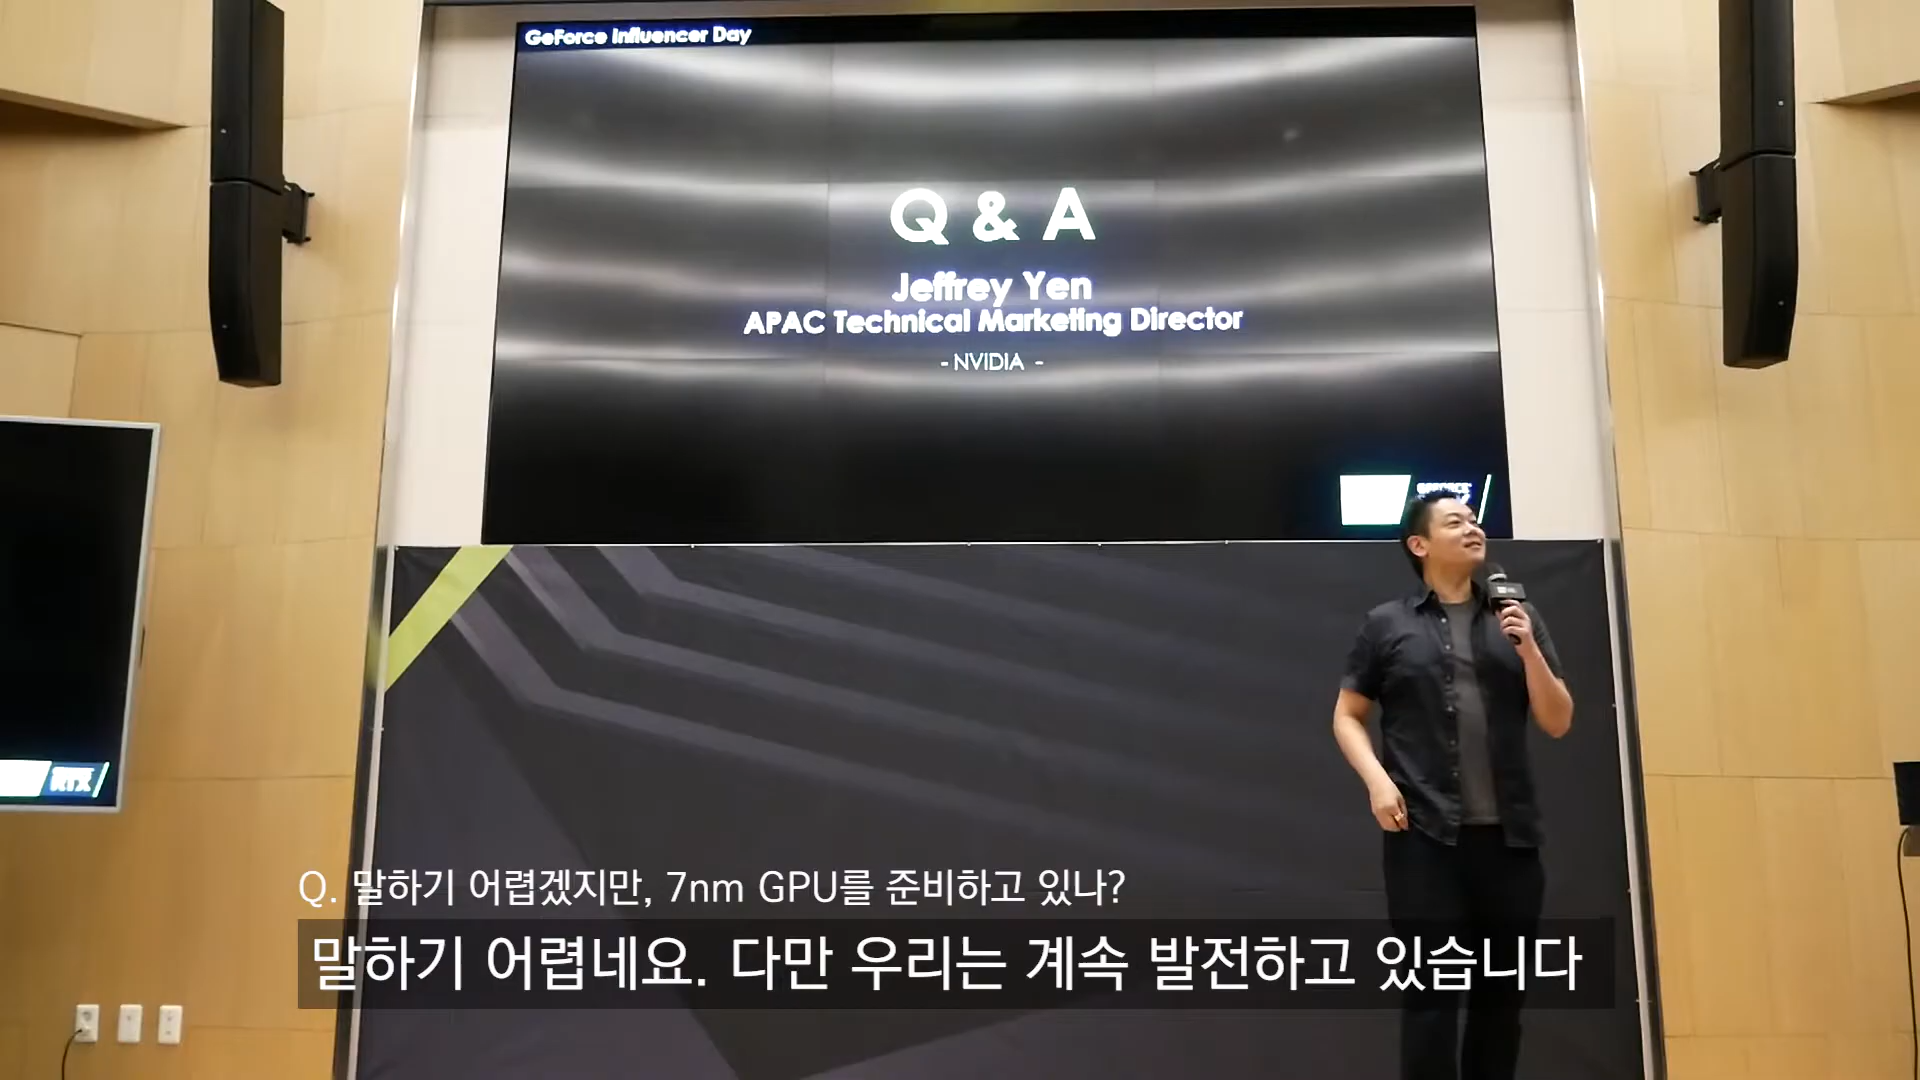 GeForce Influencer Day
Q & A
Jeffrey Yen
APAC Technical Marketing Director
- NVIDIA -
RTX
Q. 말하기 어렵겠지만, 7nm GPU를 준비하고 있나?
말하기 어렵네요. 다만 우리는 계속 발전하고 있습니다